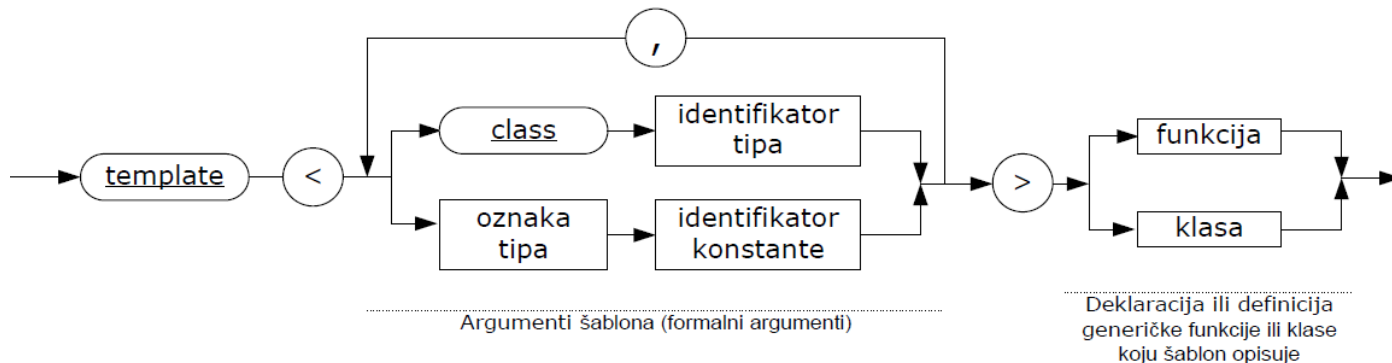 ,
class
identifikator
tipa
template
<
>
funkcija
oznaka
tipa
identifikator
konstante
klasa
Argumenti šablona (formalni argumenti)
Deklaracija ili definicija
generičke funkcije ili klase
koju šablon opisuje